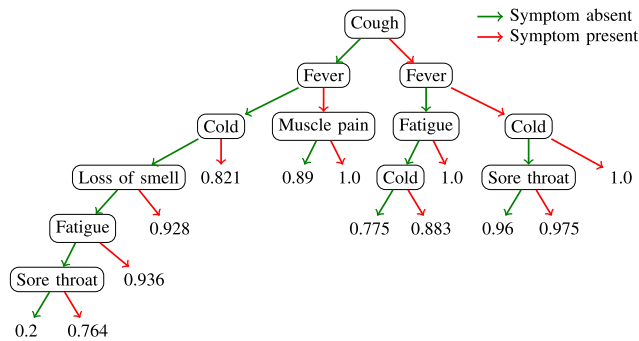 Symptom absent
Symptom present
Cough
Fever Fever
Cold Muscle pain Fatigue Cold
Loss of smell 0.821 0.89 1.0 Cold 1.0 Sore throat 1.0
Fatigue 0.928 0.775 0.883 0.96 0.975
Sore throat 0.936
0.2 0.764